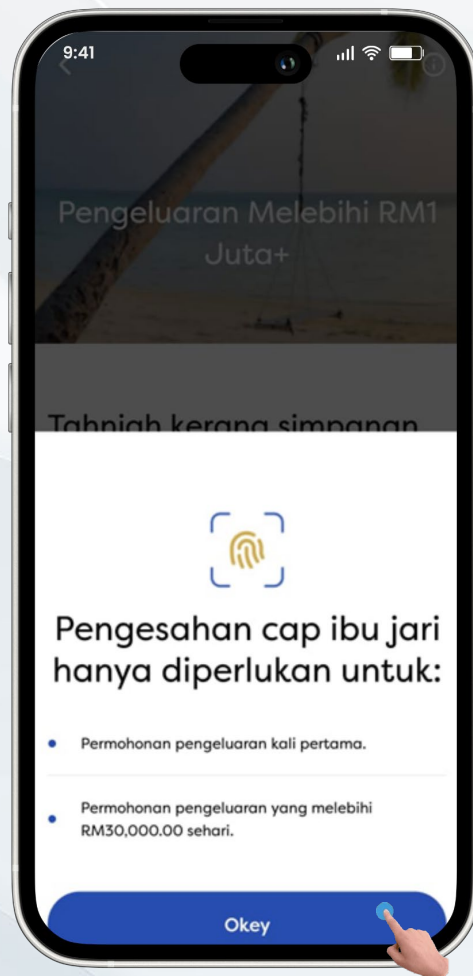 9:41
Pengeluaran Melebihi RM1
Juta+
Tahniah kerana simpanan
Pengesahan cap ibu jari
hanya diperlukan untuk:
Permohonan pengeluaran kali pertama.
Permohonan pengeluaran yang melebihi
RM30,000.00 sehari.
Okey